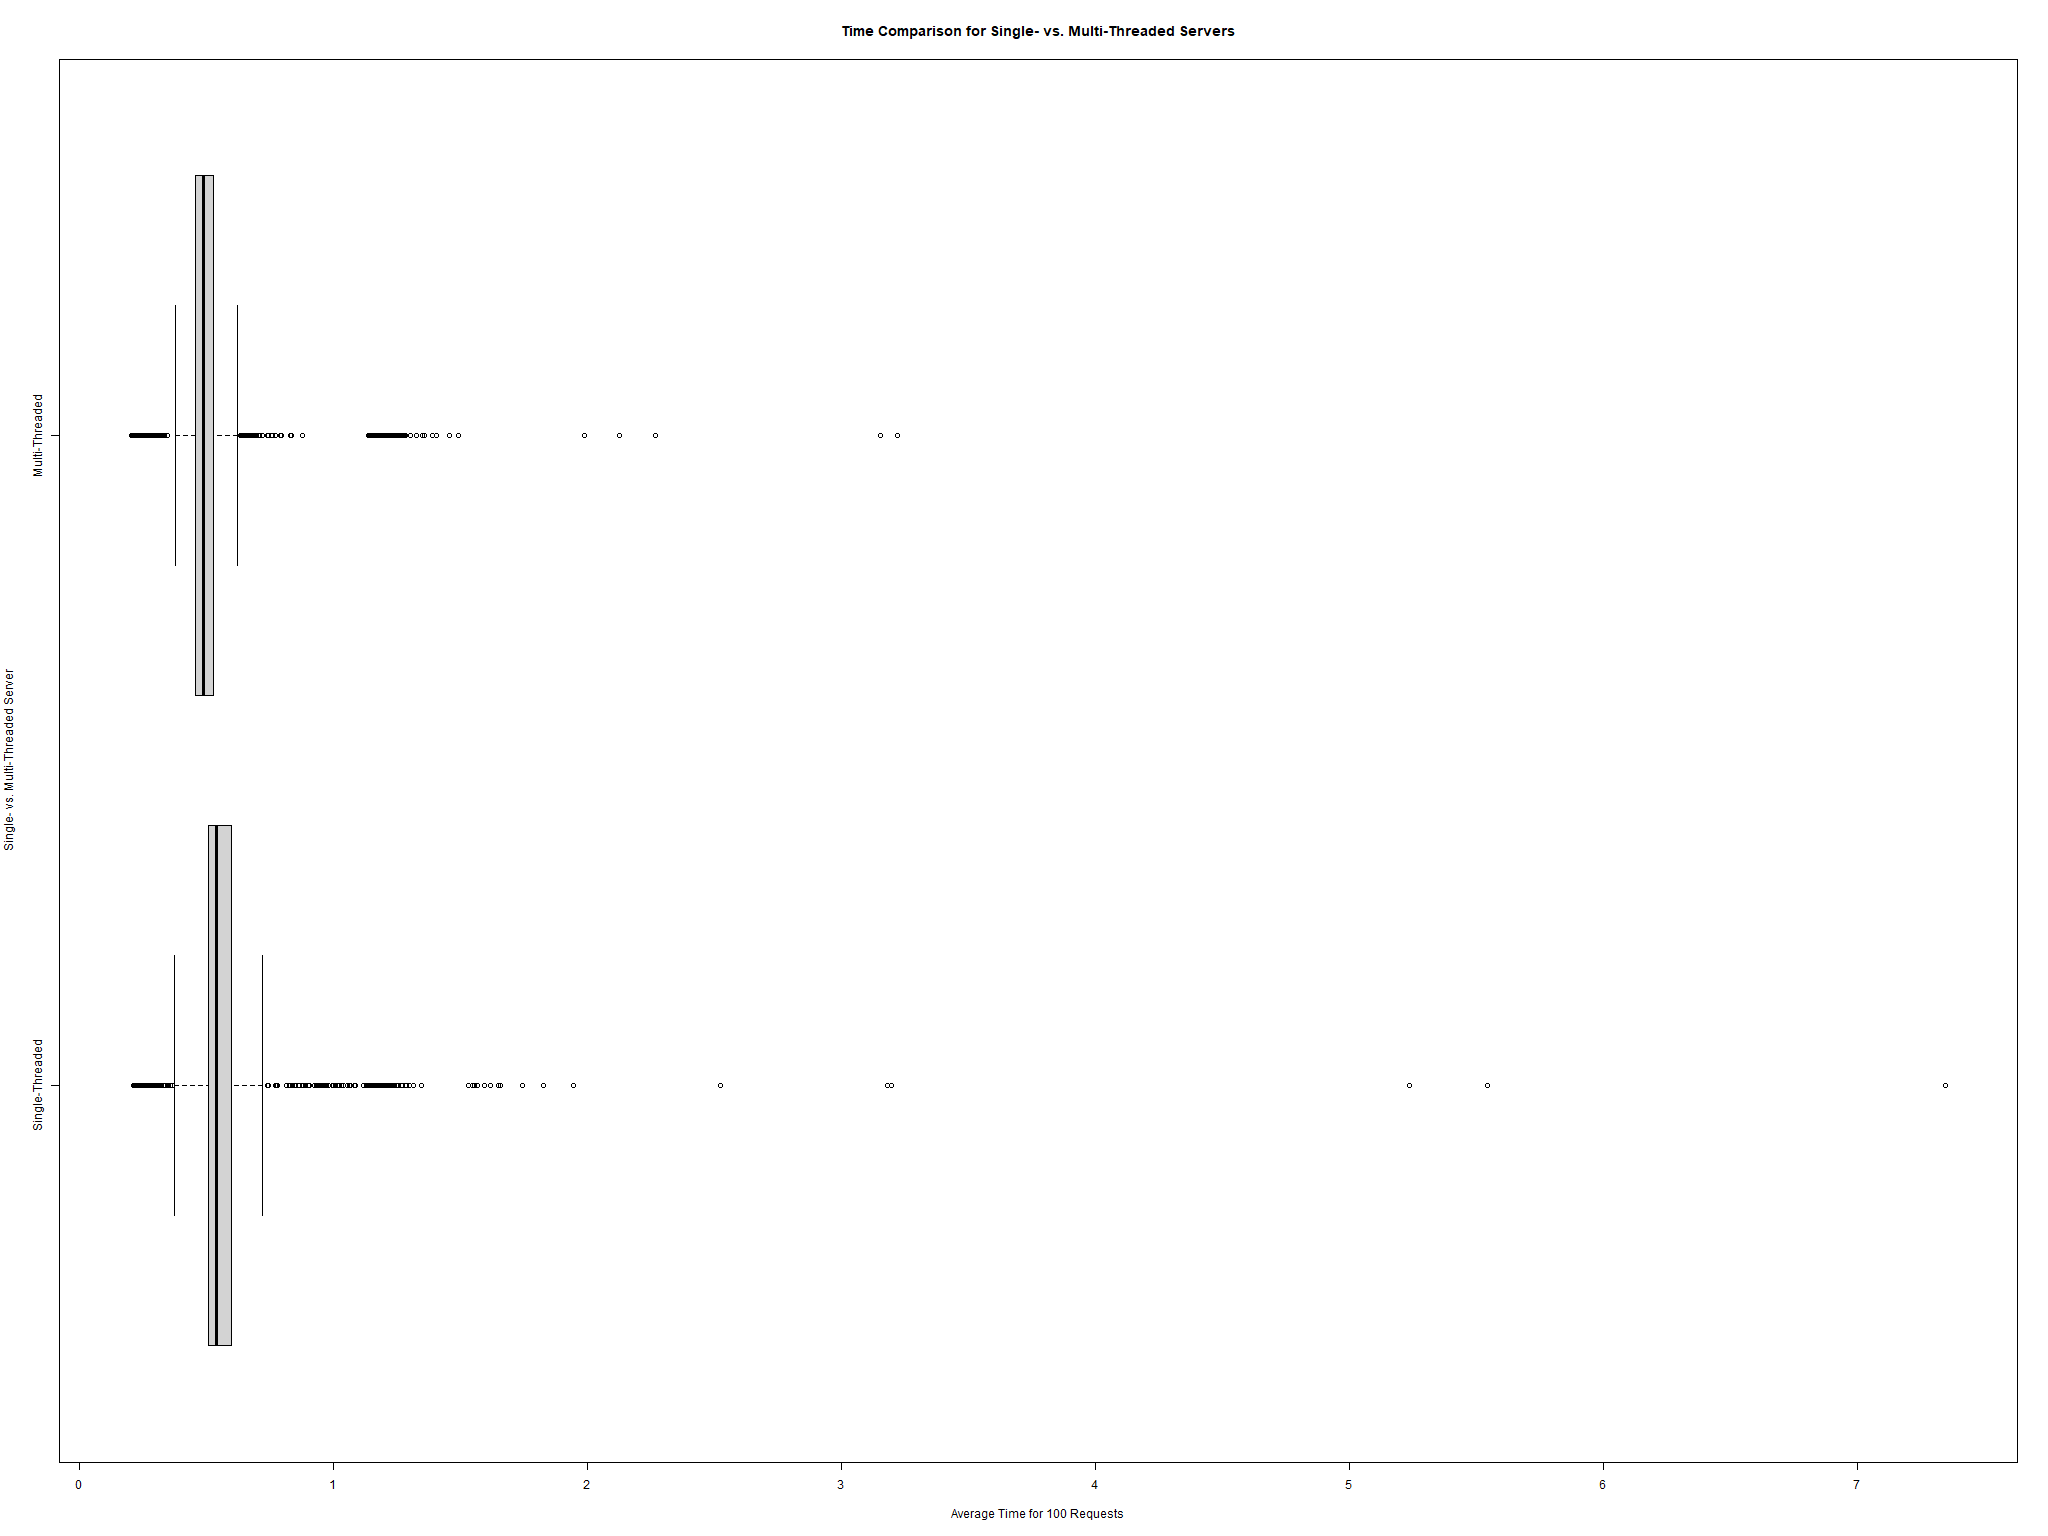 Time Comparison for Single- vs. Multi-Threaded Servers
Single- vs. Multi-Threaded Server
Multi-Threaded
Single-Threaded
0 1 2 3 4 5 6 7
Average Time for 100 Requests